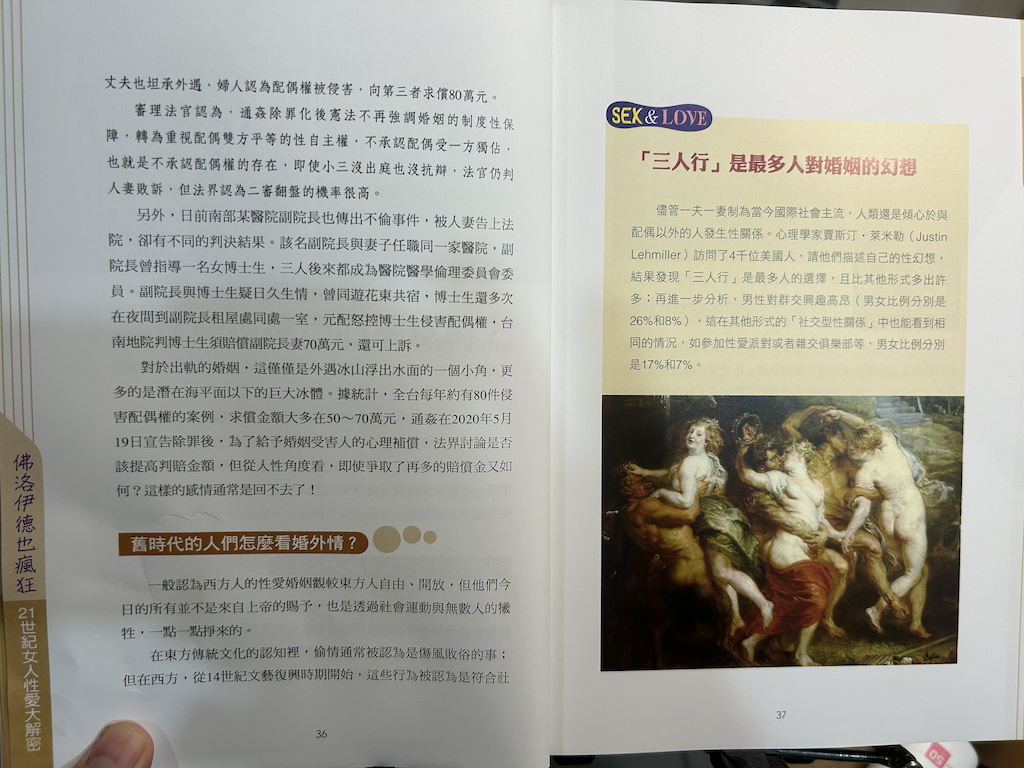 丈夫也坦承外遇，婦人認為配偶權被侵害，向第三者求償80萬元。
審理法官認為，通姦除罪化後憲法不再強調婚姻的制度性保
障，轉為重視配偶雙方平等的性自主權，不承認配偶受一方獨佔，
也就是不承認配偶權的存在，即使小三沒出庭也沒抗辯，法官仍判
人妻敗訴，但法界認為二審翻盤的機率很高。
另外，日前南部某醫院副院長也傳出不倫事件，被人妻告上法
院，卻有不同的判決結果。該名副院長與妻子任職同一家醫院，副
院長曾指導一名女博士生，三人後來都成為醫院醫學倫理委員會委
員。副院長與博士生疑日久生情，曾同遊花東共宿，博士生還多次
在夜間到副院長租屋處同處一室，元配怒控博士生侵害配偶權，台
南地院判博士生須賠償副院長妻70萬元，還可上訴。
對於出軌的婚姻，這僅僅是外遇冰山浮出水面的一個小角，更
多的是潛在海平面以下的巨大冰體。據統計，全台每年約有80件侵
害配偶權的案例，求償金額大多在50～70萬元，通姦在2020年5月
19日宣告除罪後，為了給予婚姻受害人的心理補償，法界討論是否
該提高判賠金額，但從人性角度看，即使爭取了再多的賠償金又如
何？這樣的感情通常是回不去了！
舊時代的人們怎麼看婚外情？
一般認為西方人的性愛婚姻觀較東方人自由、開放，但他們今
日的所有並不是來自上帝的賜予，也是透過社會運動與無數人的犧
牲，一點一點掙來的。
在東方傳統文化的認知裡，偷情通常被認為是傷風敗俗的事；
但在西方，從14世紀文藝復興時期開始，這些行為被認為是符合社
36
佛洛伊德也瘋狂
21世紀女人性愛大解密
SEX & LOVE
「三人行」是最多人對婚姻的幻想
儘管一夫一妻制為當今國際社會主流，人類還是傾心於與
配偶以外的人發生性關係。心理學家賈斯汀·萊米勒（Justin
Lehmiller）訪問了4千位美國人，請他們描述自己的性幻想，
結果發現「三人行」是最多人的選擇，且比其他形式多出許
多；再進一步分析，男性對群交興趣高昂（男女比例分別是
26%和8%），這在其他形式的「社交型性關係」中也能看到相
同的情況，如參加性愛派對或者雜交俱樂部等，男女比例分別
是17%和7%。
37
50